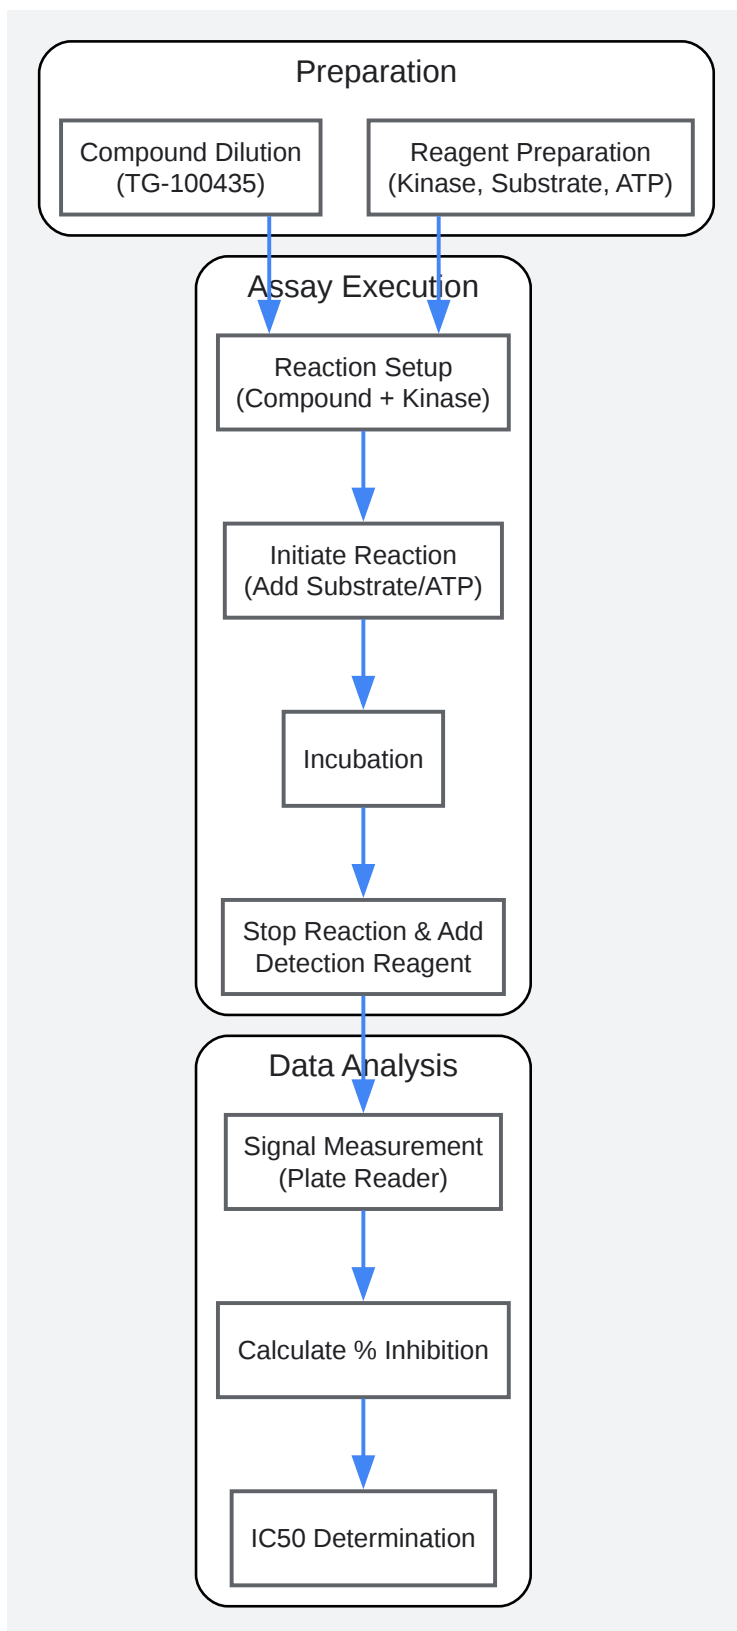 Preparation
Compound Dilution
(TG-100435)
Reagent Preparation
(Kinase, Substrate, ATP)
Assay Execution
Reaction Setup
(Compound + Kinase)
Initiate Reaction
(Add Substrate/ATP)
Incubation
Stop Reaction & Add
Detection Reagent
Data Analysis
Signal Measurement
(Plate Reader)
Calculate % Inhibition
IC50 Determination